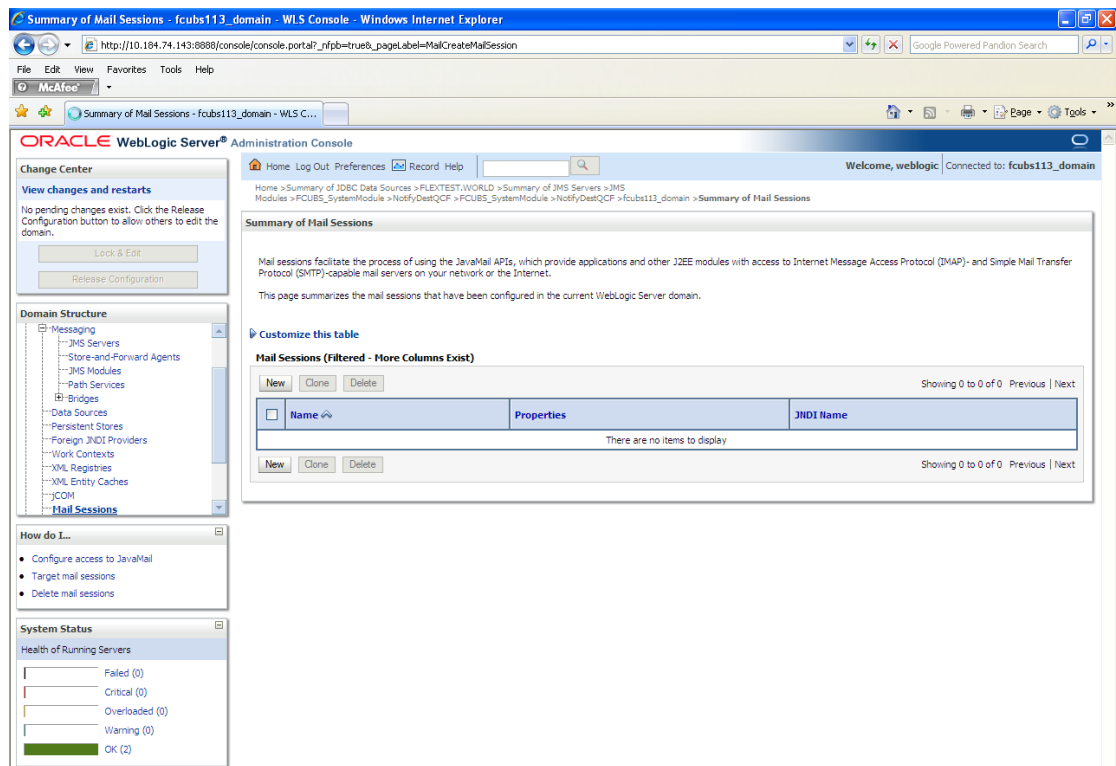 Summary of Mail Sessions - fcubs113_domain - WLS Console - Windows Internet Explorer
http://10.184.74.143:8888/console/console.portal?_nfpb=true&_pageLabel=MailCreateMailSession
Google Powered Pandion Search
File Edit View Favorites Tools Help
McAfee
Summary of Mail Sessions - fcubs113_domain - WLS C...
Page Tools
ORACLE WebLogic Server® Administration Console
Change Center
View changes and restarts
No pending changes exist. Click the Release
Configuration button to allow others to edit the
domain.
Lock & Edit
Release Configuration
Domain Structure
Messaging
JMS Servers
Store-and-Forward Agents
JMS Modules
Path Services
Bridges
Data Sources
Persistent Stores
Foreign JNDI Providers
Work Contexts
XML Registries
XML Entity Caches
jCOM
Mail Sessions
How do I...
Configure access to JavaMail
Target mail sessions
Delete mail sessions
System Status
Health of Running Servers
Failed (0)
Critical (0)
Overloaded (0)
Warning (0)
OK (2)
Home Log Out Preferences Record Help
Welcome, weblogic Connected to: fcubs113_domain
Home >Summary of JDBC Data Sources >FLEXTEST.WORLD >Summary of JMS Servers >JMS
Modules >FCUBS_SystemModule >NotifyDestQCF >FCUBS_SystemModule >NotifyDestQCF >fcubs113_domain >Summary of Mail Sessions
Summary of Mail Sessions
Mail sessions facilitate the process of using the JavaMail APIs, which provide applications and other J2EE modules with access to Internet Message Access Protocol (IMAP)- and Simple Mail Transfer
Protocol (SMTP)-capable mail servers on your network or the Internet.
This page summarizes the mail sessions that have been configured in the current WebLogic Server domain.
Customize this table
Mail Sessions (Filtered - More Columns Exist)
New Clone Delete Showing 0 to 0 of 0 Previous | Next
Name Properties JNDI Name
There are no items to display
New Clone Delete Showing 0 to 0 of 0 Previous | Next